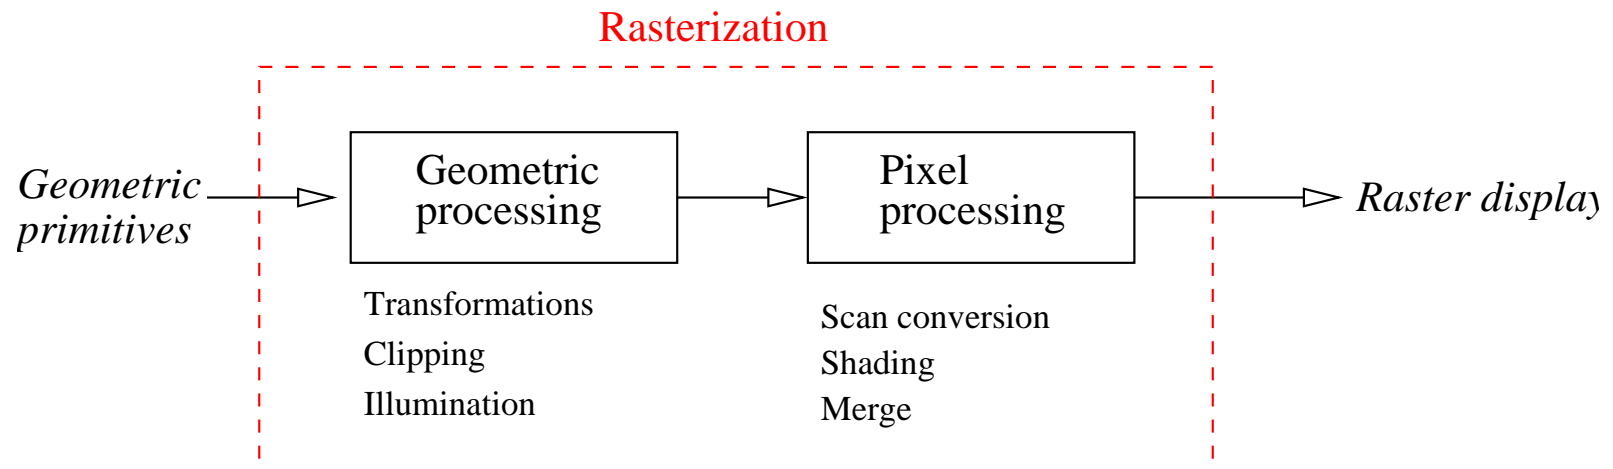 Rasterization
Geometric
primitives
Geometric
processing
Pixel
processing
Raster display
Transformations
Clipping
Illumination
Scan conversion
Shading
Merge